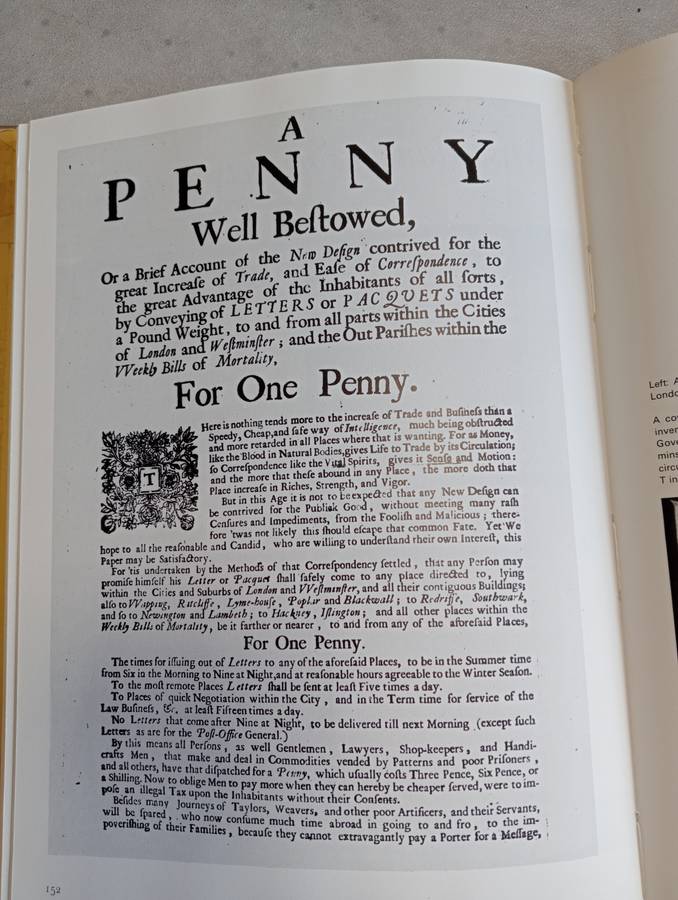 A
PENNY
Well Beſtowed,
Or a Brief Account of the New Deſign contrived for the
great Increaſe of Trade, and Eaſe of Correſpondence, to
the great Advantage of the Inhabitants of all ſorts,
by Conveying of LETTERS or PACQUETS under
a Pound Weight, to and from all parts within the Cities
of London and Weſtminſter; and the Out Pariſhes within the
VVeekly Bills of Mortality,
For One Penny.
THere is nothing tends more to the increaſe of Trade and Buſineſs than a
Speedy, Cheap, and ſafe way of Intelligence, much being obſtructed
and more retarded in all Places where that is wanting. For as Money,
like the Blood in Natural Bodies, gives Life to Trade by its Circulation;
ſo Correſpondence like the Vital Spirits, gives it Senſe and Motion:
and the more that theſe abound in any Place, the more doth that
Place increaſe in Riches, Strength, and Vigor.
But in this Age it is not to be expected that any New Deſign can
be contrived for the Publick Good, without meeting many raſh
Cenſures and Impediments, from the Fooliſh and Malicious; there-
fore 'twas not likely this ſhould eſcape that common Fate. Yet We
hope to all the reaſonable and Candid, who are willing to underſtand their own Intereſt, this
Paper may be Satisfactory.
For 'tis undertaken by the Methods of that Correſpondency ſettled, that any Perſon may
promiſe himſelf his Letter or Pacquet ſhall ſafely come to any place directed to, lying
within the Cities and Suburbs of London and VVeſtminſter, and all their contiguous Buildings;
alſo to VVapping, Ratcliffe, Lyme-houſe, Poplar and Blackwall; to Redriffe, Southwark,
and ſo to Newington and Lambeth; to Hackney, Iſlington; and all other places within the
Weekly Bills of Mortality, be it farther or nearer, to and from any of the aforeſaid Places,
For One Penny.
The times for iſſuing out of Letters to any of the aforeſaid Places, to be in the Summer time
from Six in the Morning to Nine at Night, and at reaſonable hours agreeable to the Winter Seaſon.
To the moſt remote Places Letters ſhall be ſent at leaſt Five times a day.
To Places of quick Negotiation within the City, and in the Term time for ſervice of the
Law Buſineſs, &c. at leaſt Fifteen times a day.
No Letters that come after Nine at Night, to be delivered till next Morning (except ſuch
Letters as are for the Poſt-Office General.)
By this means all Perſons, as well Gentlemen, Lawyers, Shop-keepers, and Handi-
crafts Men, that make and deal in Commodities vended by Patterns and poor Priſoners,
and all others, have that diſpatched for a Penny, which uſually coſts Three Pence, Six Pence, or
a Shilling. Now to oblige Men to pay more when they can hereby be cheaper ſerved, were to im-
poſe an illegal Tax upon the Inhabitants without their Conſents.
Beſides many Journeys of Taylors, Weavers, and other poor Artificers, and their Servants,
will be ſpared, who now conſume much time abroad in going to and fro, to the im-
poveriſhing of their Families, becauſe they cannot extravagantly pay a Porter for a Meſſage,
152
Left: A
Londo
A co
inver
Gov
mins
circu
T in